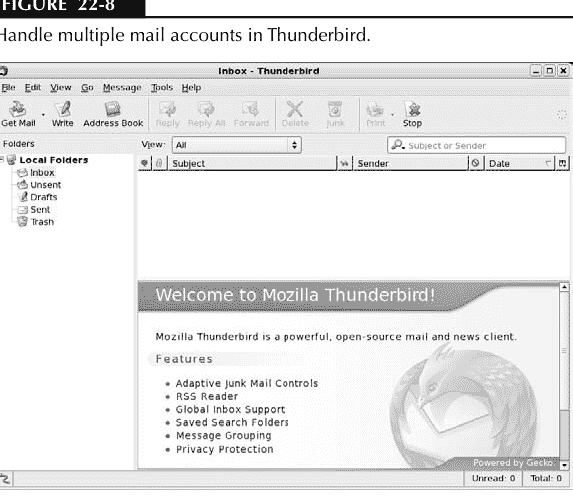 FIGURE 22-8
Handle multiple mail accounts in Thunderbird.
Inbox - Thunderbird
File Edit View Go Message Tools Help
Get Mail Write Address Book Reply Reply All Forward Delete Junk Print Stop
Folders View: All Subject or Sender
Local Folders Subject Sender Date
Inbox
Unsent
Drafts
Sent
Trash
Welcome to Mozilla Thunderbird!
Mozilla Thunderbird is a powerful, open-source mail and news client.
Features
Adaptive Junk Mail Controls
RSS Reader
Global Inbox Support
Saved Search Folders
Message Grouping
Privacy Protection
Powered by Gecko
Unread: 0 Total: 0